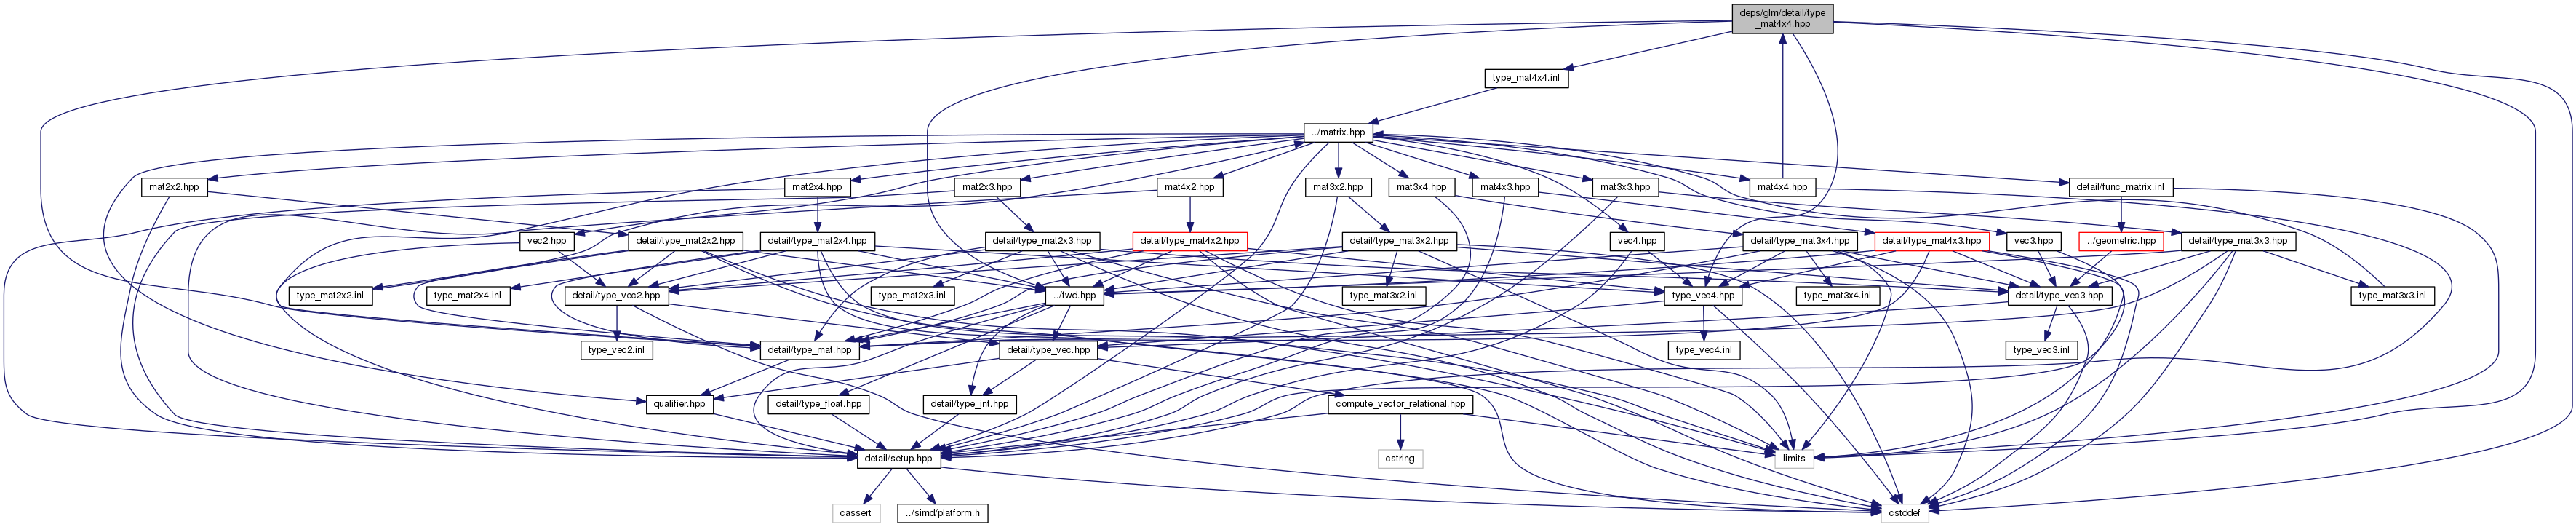 deps/glm/detail/type
_mat4x4.hpp
type_mat4x4.inl
../matrix.hpp
mat2x2.hpp
mat2x4.hpp
mat2x3.hpp
mat4x2.hpp
mat3x2.hpp
mat3x4.hpp
mat4x3.hpp
mat3x3.hpp
mat4x4.hpp
detail/func_matrix.inl
vec2.hpp
detail/type_mat2x2.hpp
detail/type_mat2x4.hpp
detail/type_mat2x3.hpp
detail/type_mat4x2.hpp
detail/type_mat3x2.hpp
vec4.hpp
detail/type_mat3x4.hpp
detail/type_mat4x3.hpp
vec3.hpp
../geometric.hpp
detail/type_mat3x3.hpp
type_mat2x2.inl
type_mat2x4.inl
detail/type_vec2.hpp
type_mat2x3.inl
../fwd.hpp
type_mat3x2.inl
type_vec4.hpp
type_mat3x4.inl
detail/type_vec3.hpp
type_mat3x3.inl
type_vec2.inl
detail/type_mat.hpp
detail/type_vec.hpp
type_vec4.inl
type_vec3.inl
qualifier.hpp
detail/type_float.hpp
detail/type_int.hpp
compute_vector_relational.hpp
detail/setup.hpp
cstring
limits
cassert
../simd/platform.h
cstddef